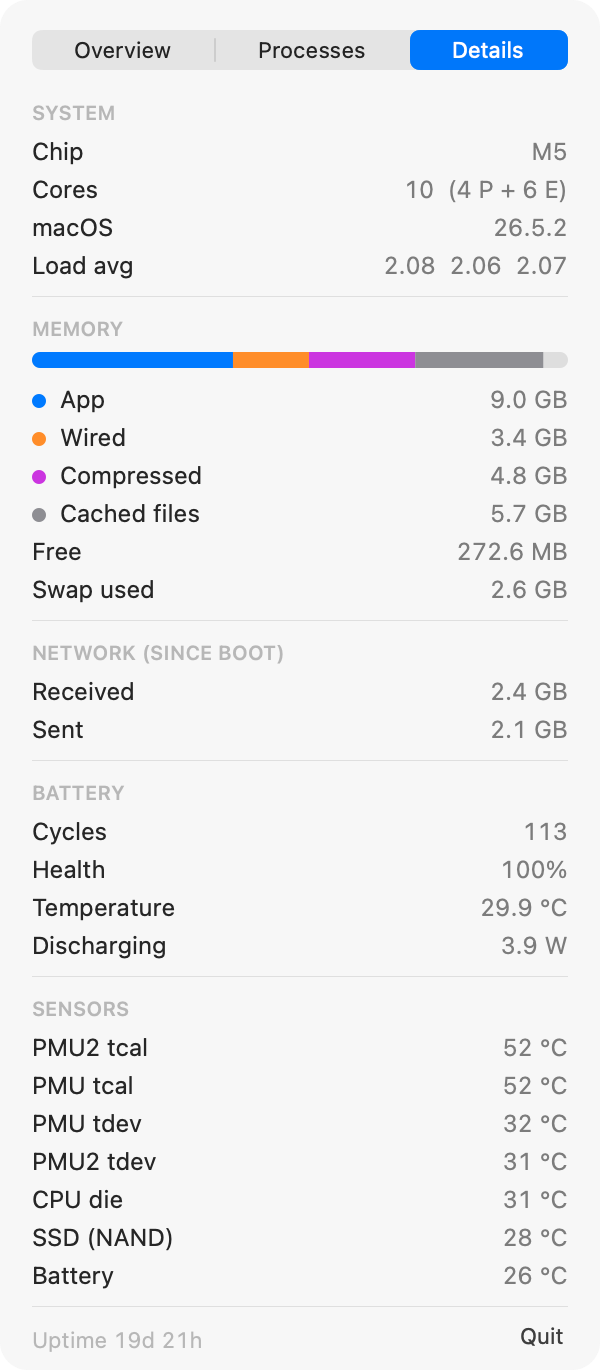 Overview Processes Details
SYSTEM
Chip M5
Cores 10 (4 P + 6 E)
macOS 26.5.2
Load avg 2.08 2.06 2.07
MEMORY
App 9.0 GB
Wired 3.4 GB
Compressed 4.8 GB
Cached files 5.7 GB
Free 272.6 MB
Swap used 2.6 GB
NETWORK (SINCE BOOT)
Received 2.4 GB
Sent 2.1 GB
BATTERY
Cycles 113
Health 100%
Temperature 29.9 °C
Discharging 3.9 W
SENSORS
PMU2 tcal 52 °C
PMU tcal 52 °C
PMU tdev 32 °C
PMU2 tdev 31 °C
CPU die 31 °C
SSD (NAND) 28 °C
Battery 26 °C
Uptime 19d 21h Quit